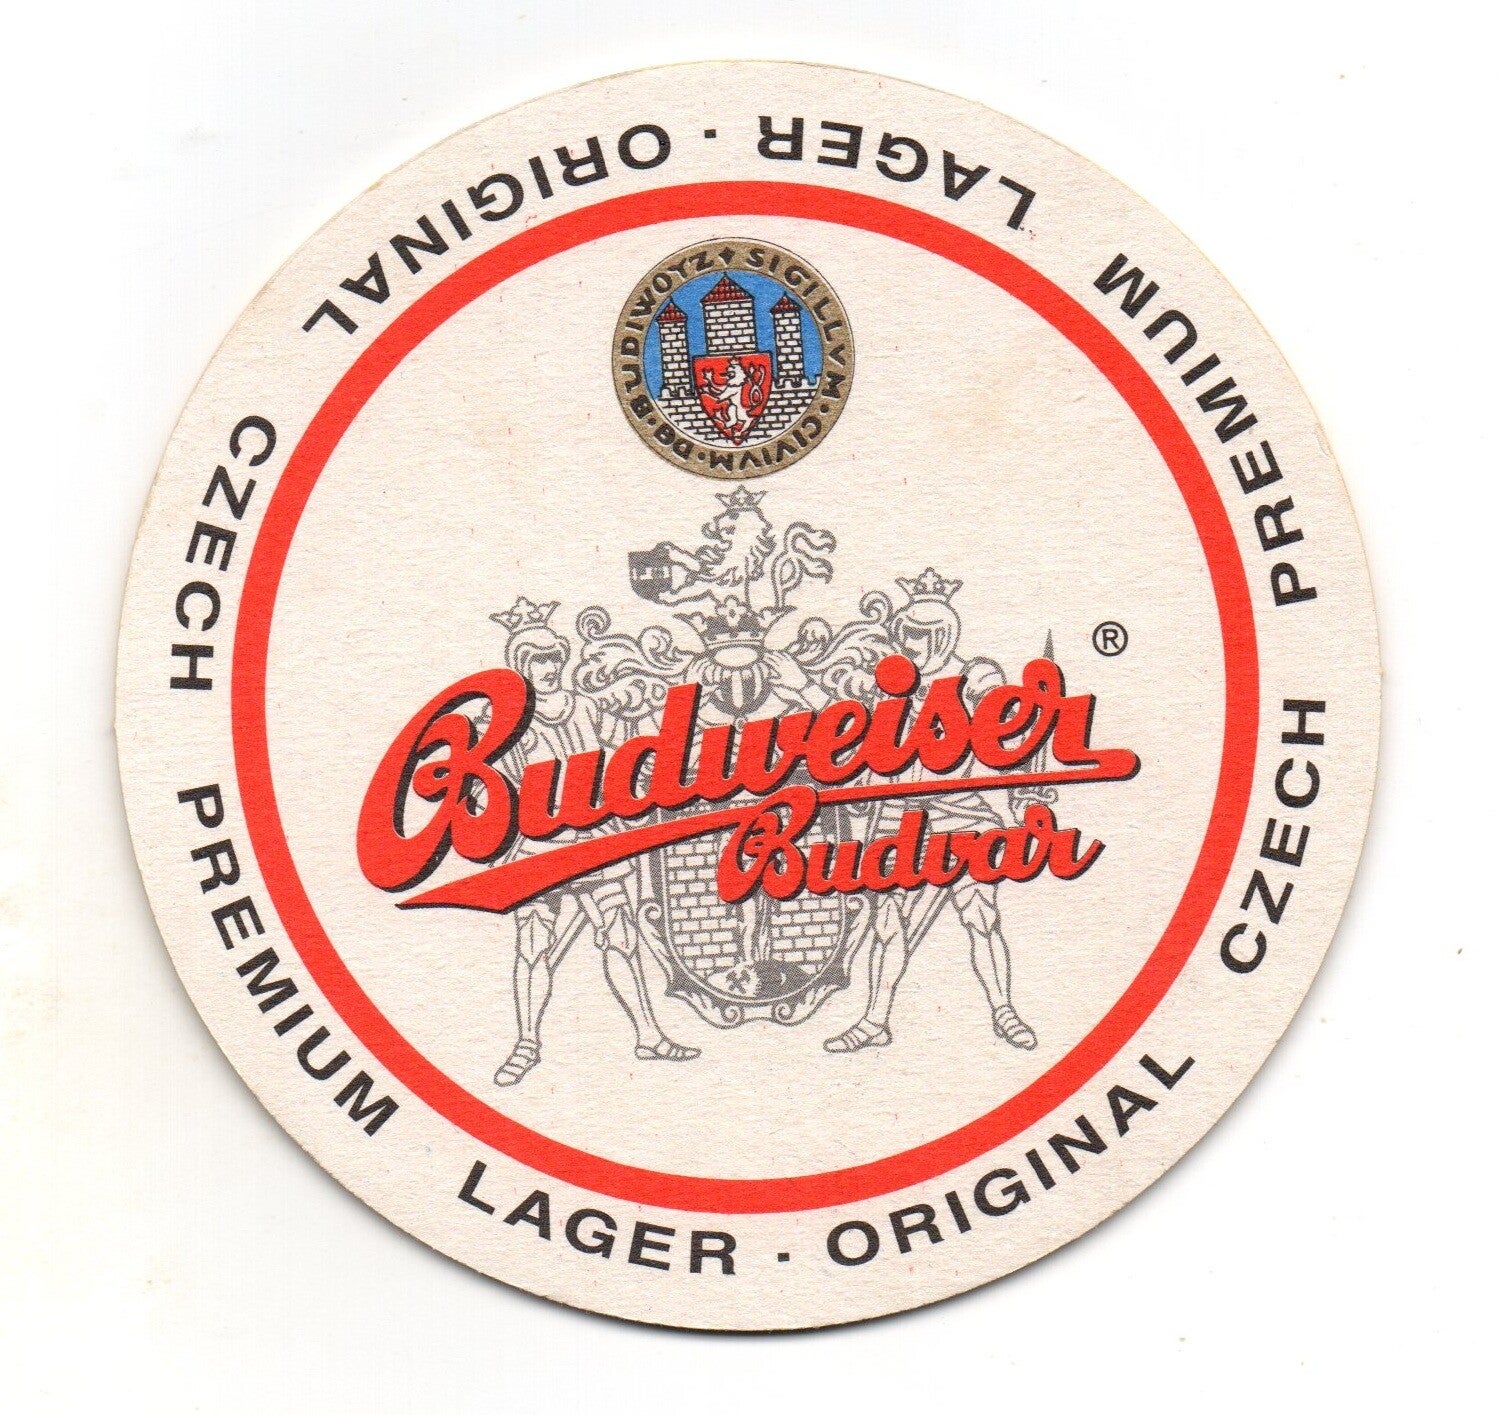 ORIGINAL CZECH PREMIUM LAGER · ORIGINAL CZECH PREMIUM LAGER ·
SIGILLVM · CIVIVM · DE · BUDIWOYZ
Budweiser ®
Budvar